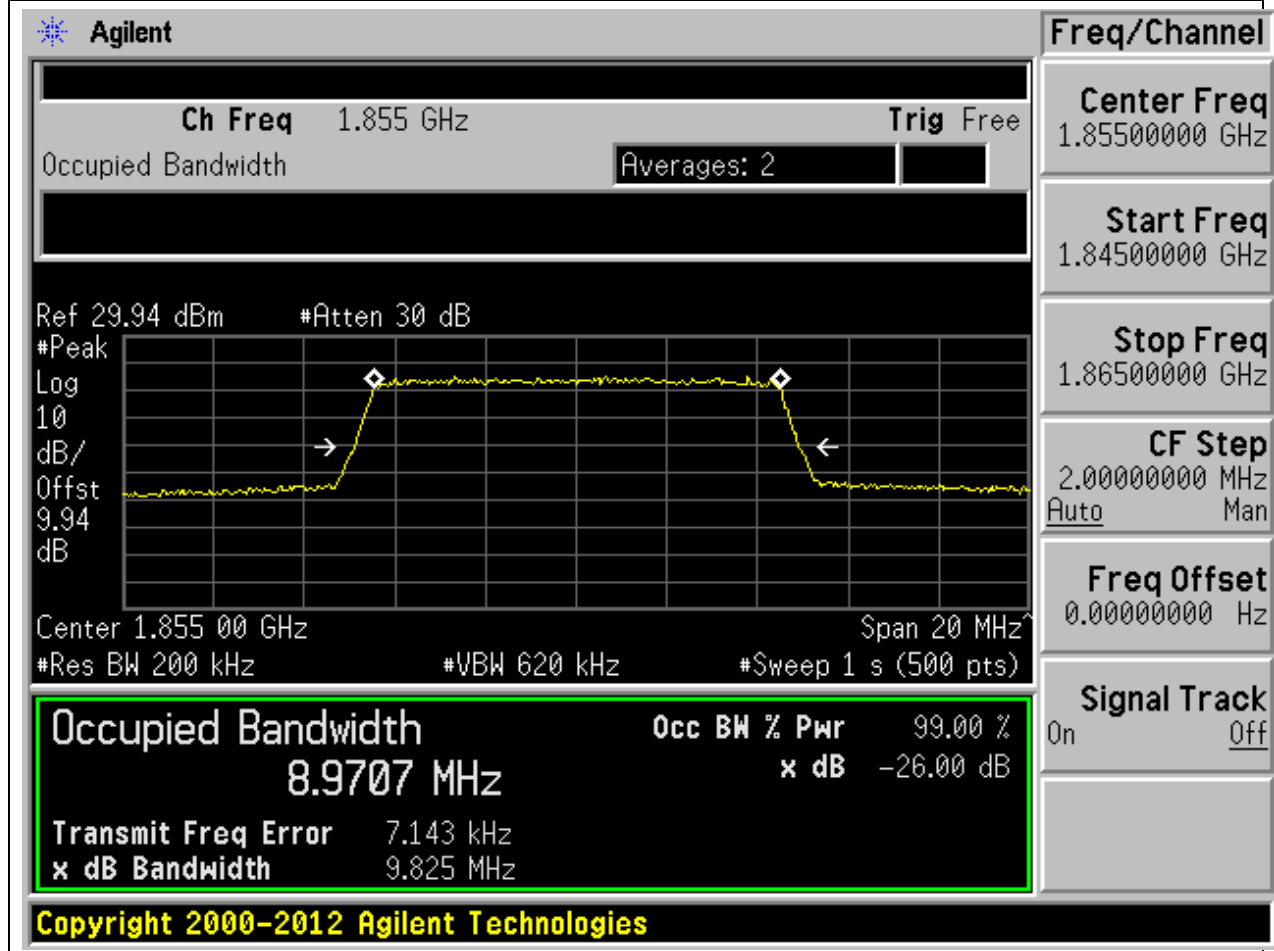 Agilent
Freq/Channel
Ch Freq 1.855 GHz Trig Free
Occupied Bandwidth Averages: 2
Center Freq
1.85500000 GHz
Start Freq
1.84500000 GHz
Stop Freq
1.86500000 GHz
CF Step
2.00000000 MHz
Auto Man
Freq Offset
0.00000000 Hz
Signal Track
On Off
Ref 29.94 dBm #Atten 30 dB
#Peak
Log
10
dB/
Offst
9.94
dB
Center 1.855 00 GHz Span 20 MHz^
#Res BW 200 kHz #VBW 620 kHz #Sweep 1 s (500 pts)
Occupied Bandwidth Occ BW % Pwr 99.00 %
8.9707 MHz x dB -26.00 dB
Transmit Freq Error 7.143 kHz
x dB Bandwidth 9.825 MHz
Copyright 2000-2012 Agilent Technologies